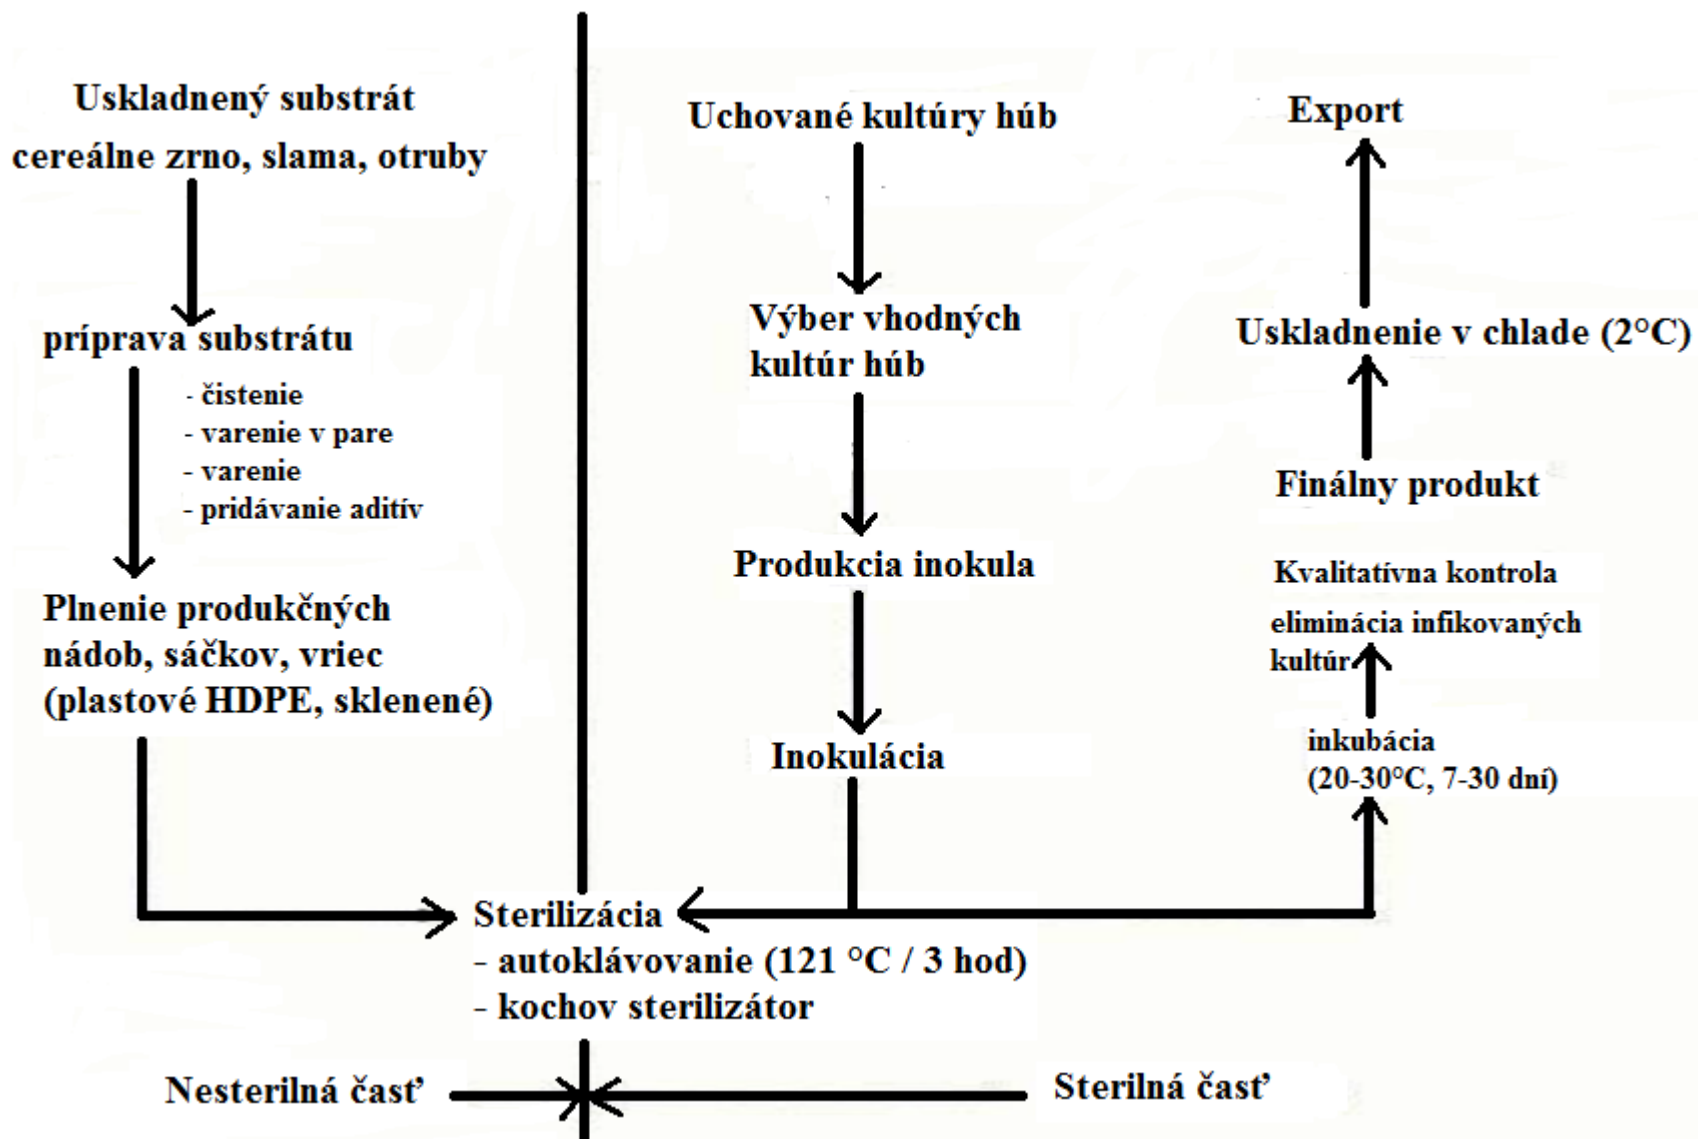 Uskladnený substrát
cereálne zrno, slama, otruby
príprava substrátu
- čistenie
- varenie v pare
- varenie
- pridávanie aditív
Plnenie produkčných
nádob, sáčkov, vriec
(plastové HDPE, sklenené)
Uchované kultúry húb
Výber vhodných
kultúr húb
Produkcia inokula
Inokulácia
Sterilizácia
- autoklávovanie (121 °C / 3 hod)
- kochov sterilizátor
Export
Uskladnenie v chlade (2°C)
Finálny produkt
Kvalitatívna kontrola
eliminácia infikovaných
kultúr
inkubácia
(20-30°C, 7-30 dní)
Nesterilná časť
Sterilná časť